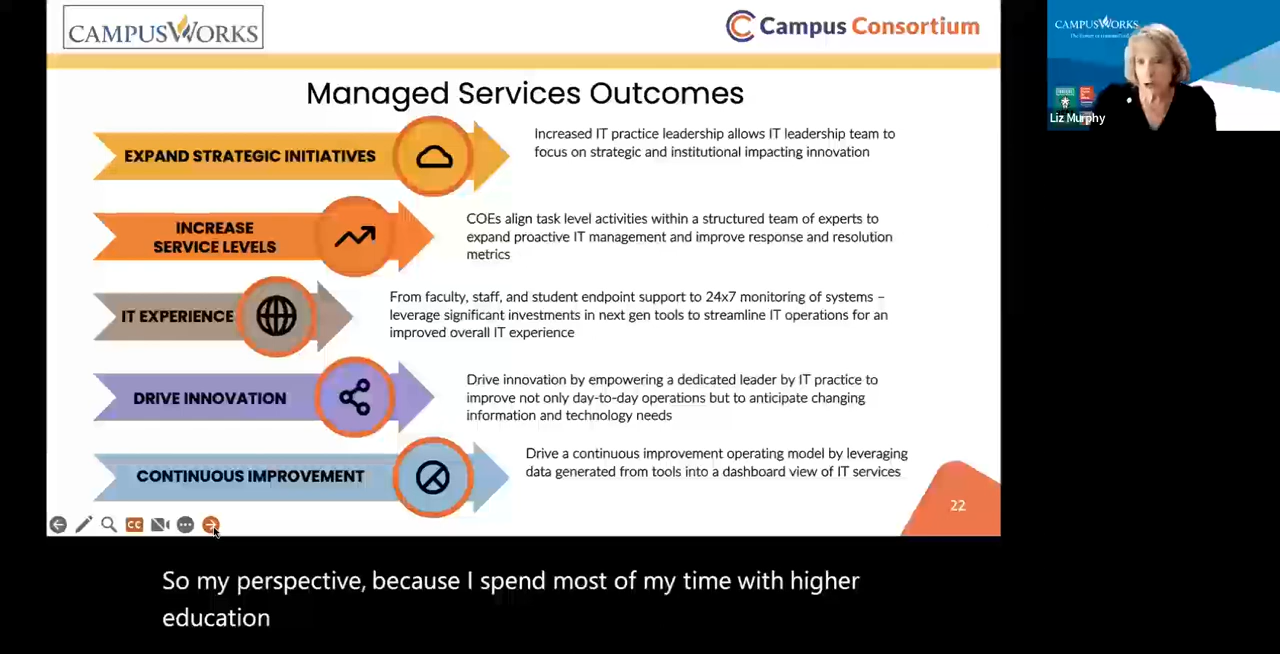 CAMPUSWORKS
Campus Consortium
Managed Services Outcomes
EXPAND STRATEGIC INITIATIVES
Increased IT practice leadership allows IT leadership team to
focus on strategic and institutional impacting innovation
INCREASE
SERVICE LEVELS
COEs align task level activities within a structured team of experts to
expand proactive IT management and improve response and resolution
metrics
IT EXPERIENCE
From faculty, staff, and student endpoint support to 24x7 monitoring of systems –
leverage significant investments in next gen tools to streamline IT operations for an
improved overall IT experience
DRIVE INNOVATION
Drive innovation by empowering a dedicated leader by IT practice to
improve not only day-to-day operations but to anticipate changing
information and technology needs
CONTINUOUS IMPROVEMENT
Drive a continuous improvement operating model by leveraging
data generated from tools into a dashboard view of IT services
22
CC
CAMPUSWORKS
Liz Murphy
So my perspective, because I spend most of my time with higher
education